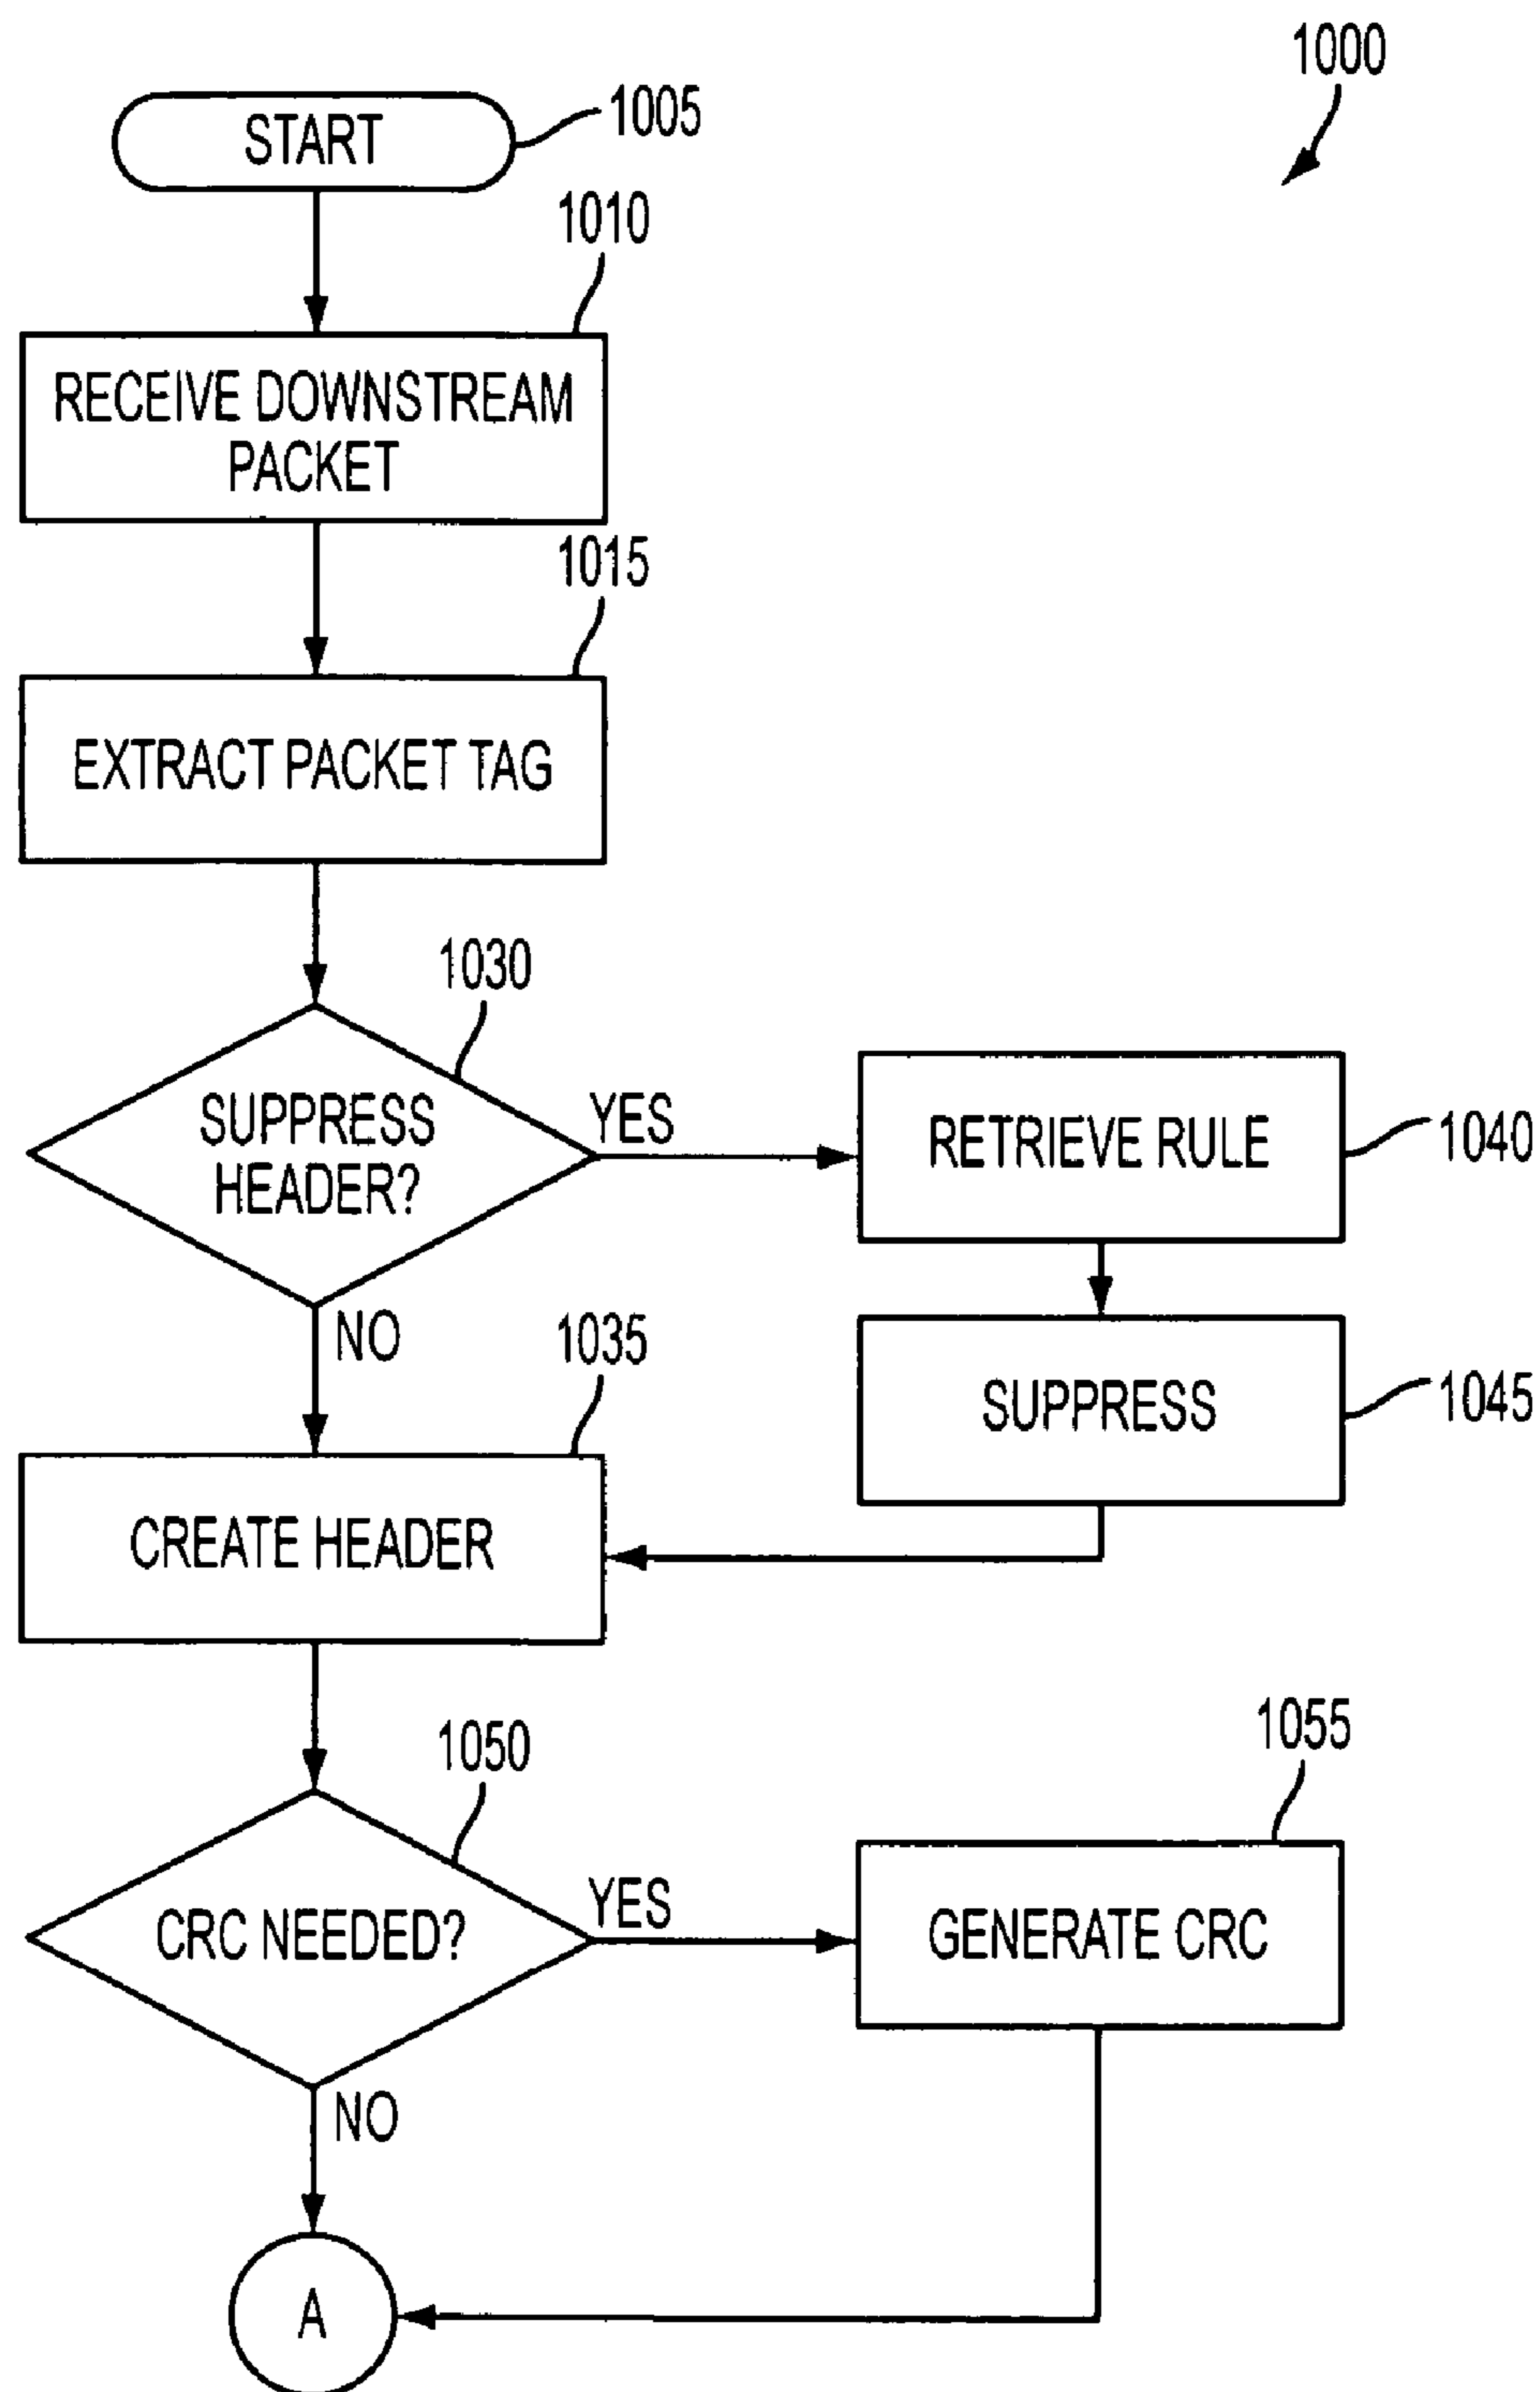 1000
START
1005
1010
RECEIVE DOWNSTREAM
PACKET
1015
EXTRACT PACKET TAG
1030
SUPPRESS
HEADER?
YES
RETRIEVE RULE
1040
NO
1035
SUPPRESS
1045
CREATE HEADER
1050
1055
CRC NEEDED?
YES
GENERATE CRC
NO
A